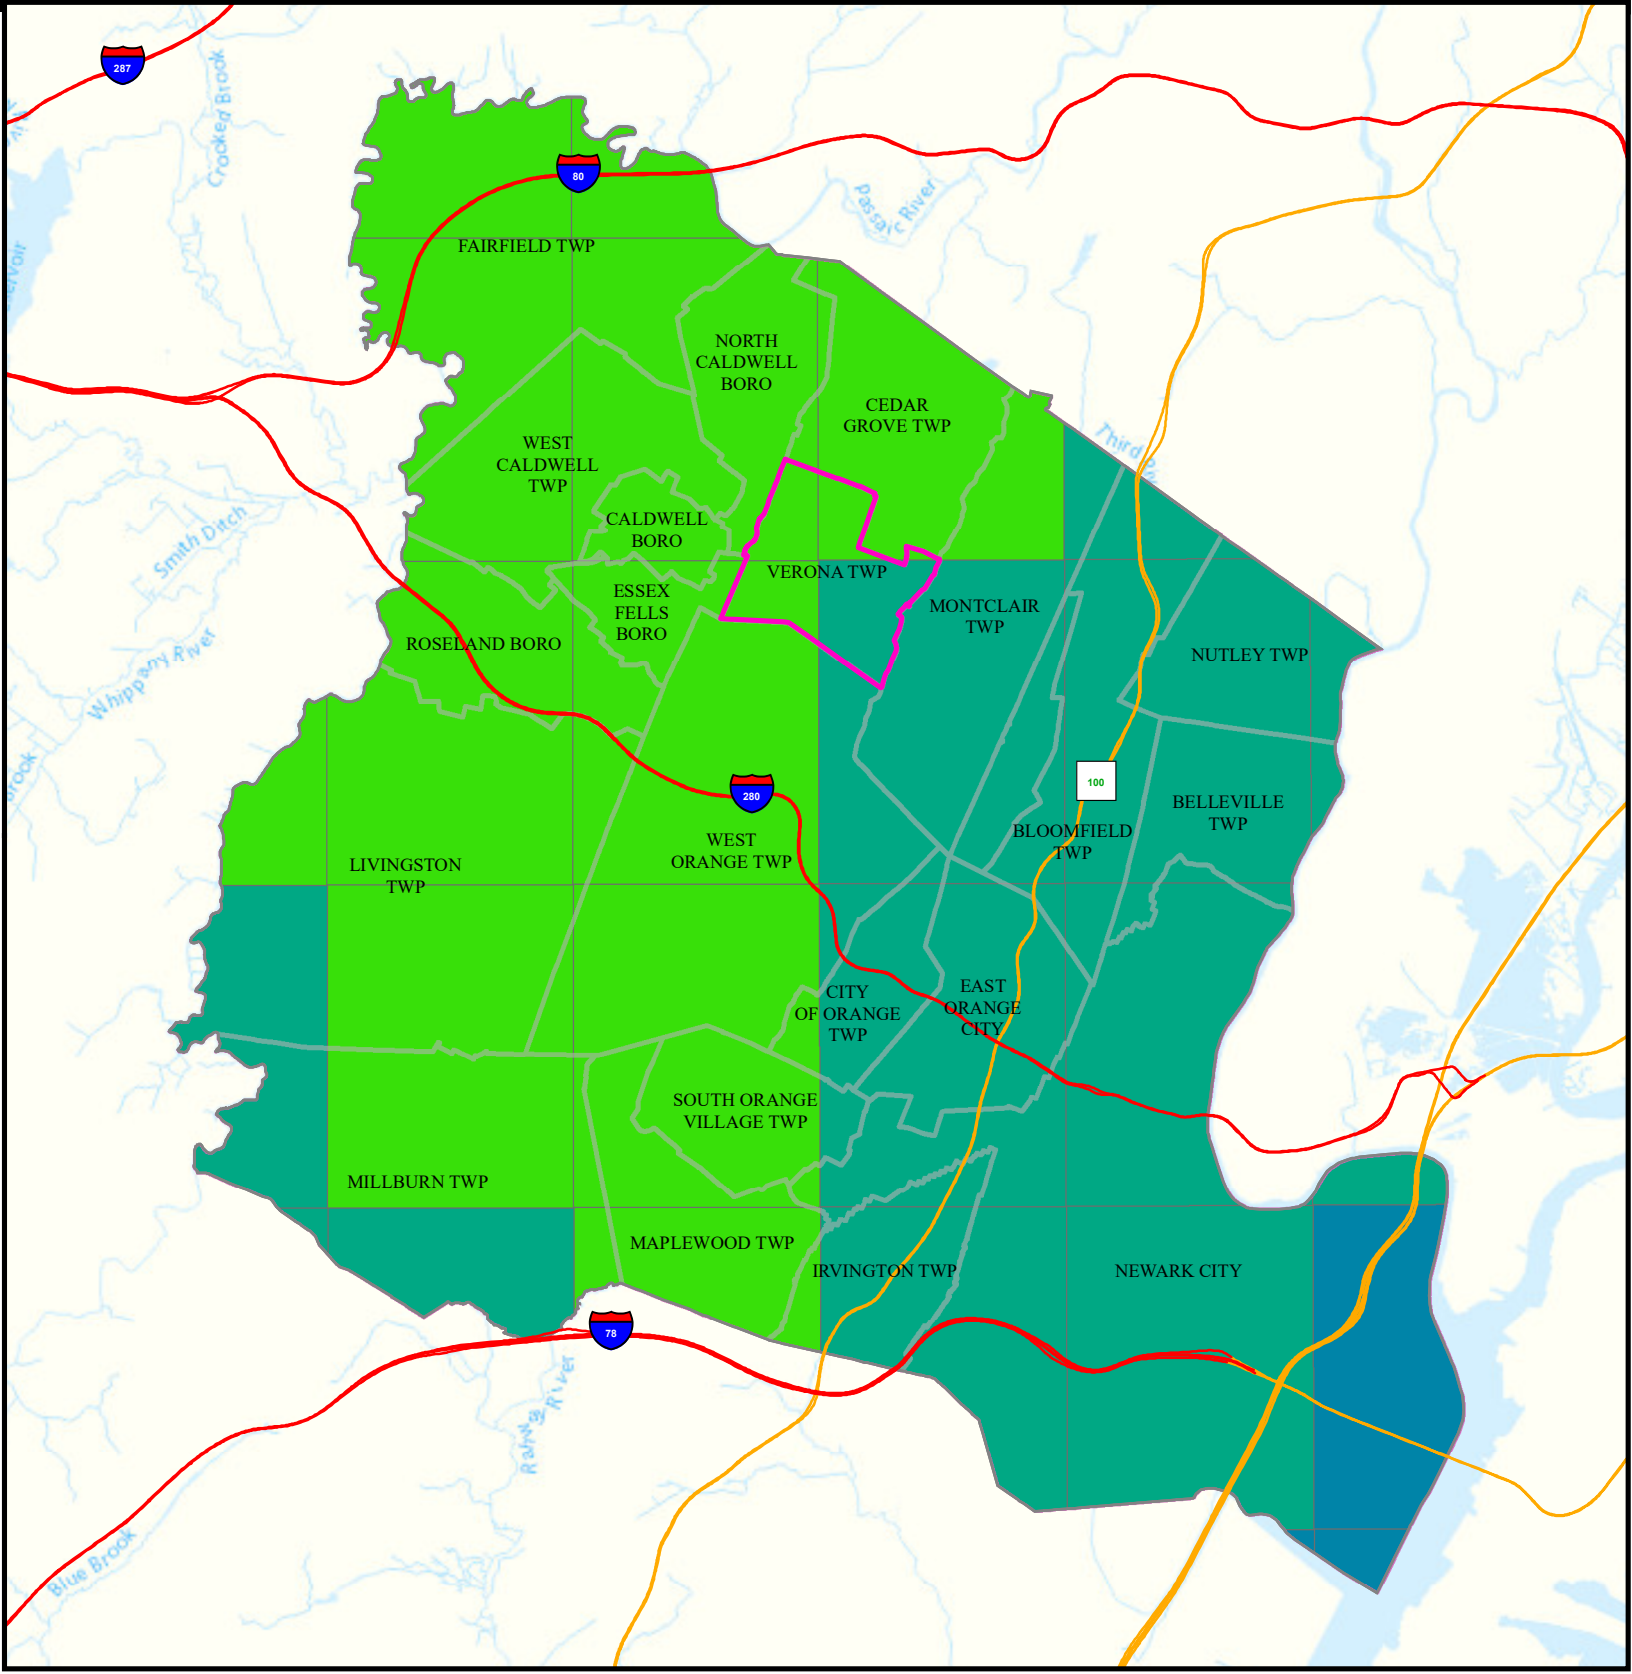 287
Crooked Brook
80
Passaic River
FAIRFIELD TWP
ervoir
NORTH
CALDWELL
BORO
CEDAR
GROVE TWP
WEST
CALDWELL
TWP
Third
CALDWELL
BORO
Smith Ditch
VERONA TWP
ESSEX
FELLS
BORO
MONTCLAIR
TWP
ROSELAND BORO
NUTLEY TWP
Whippany River
Brook
280
100
WEST
ORANGE TWP
BELLEVILLE
TWP
BLOOMFIELD
TWP
LIVINGSTON
TWP
CITY
OF ORANGE
TWP
EAST
ORANGE
CITY
SOUTH ORANGE
VILLAGE TWP
MILLBURN TWP
MAPLEWOOD TWP
IRVINGTON TWP
NEWARK CITY
78
Rahway River
Blue Brook